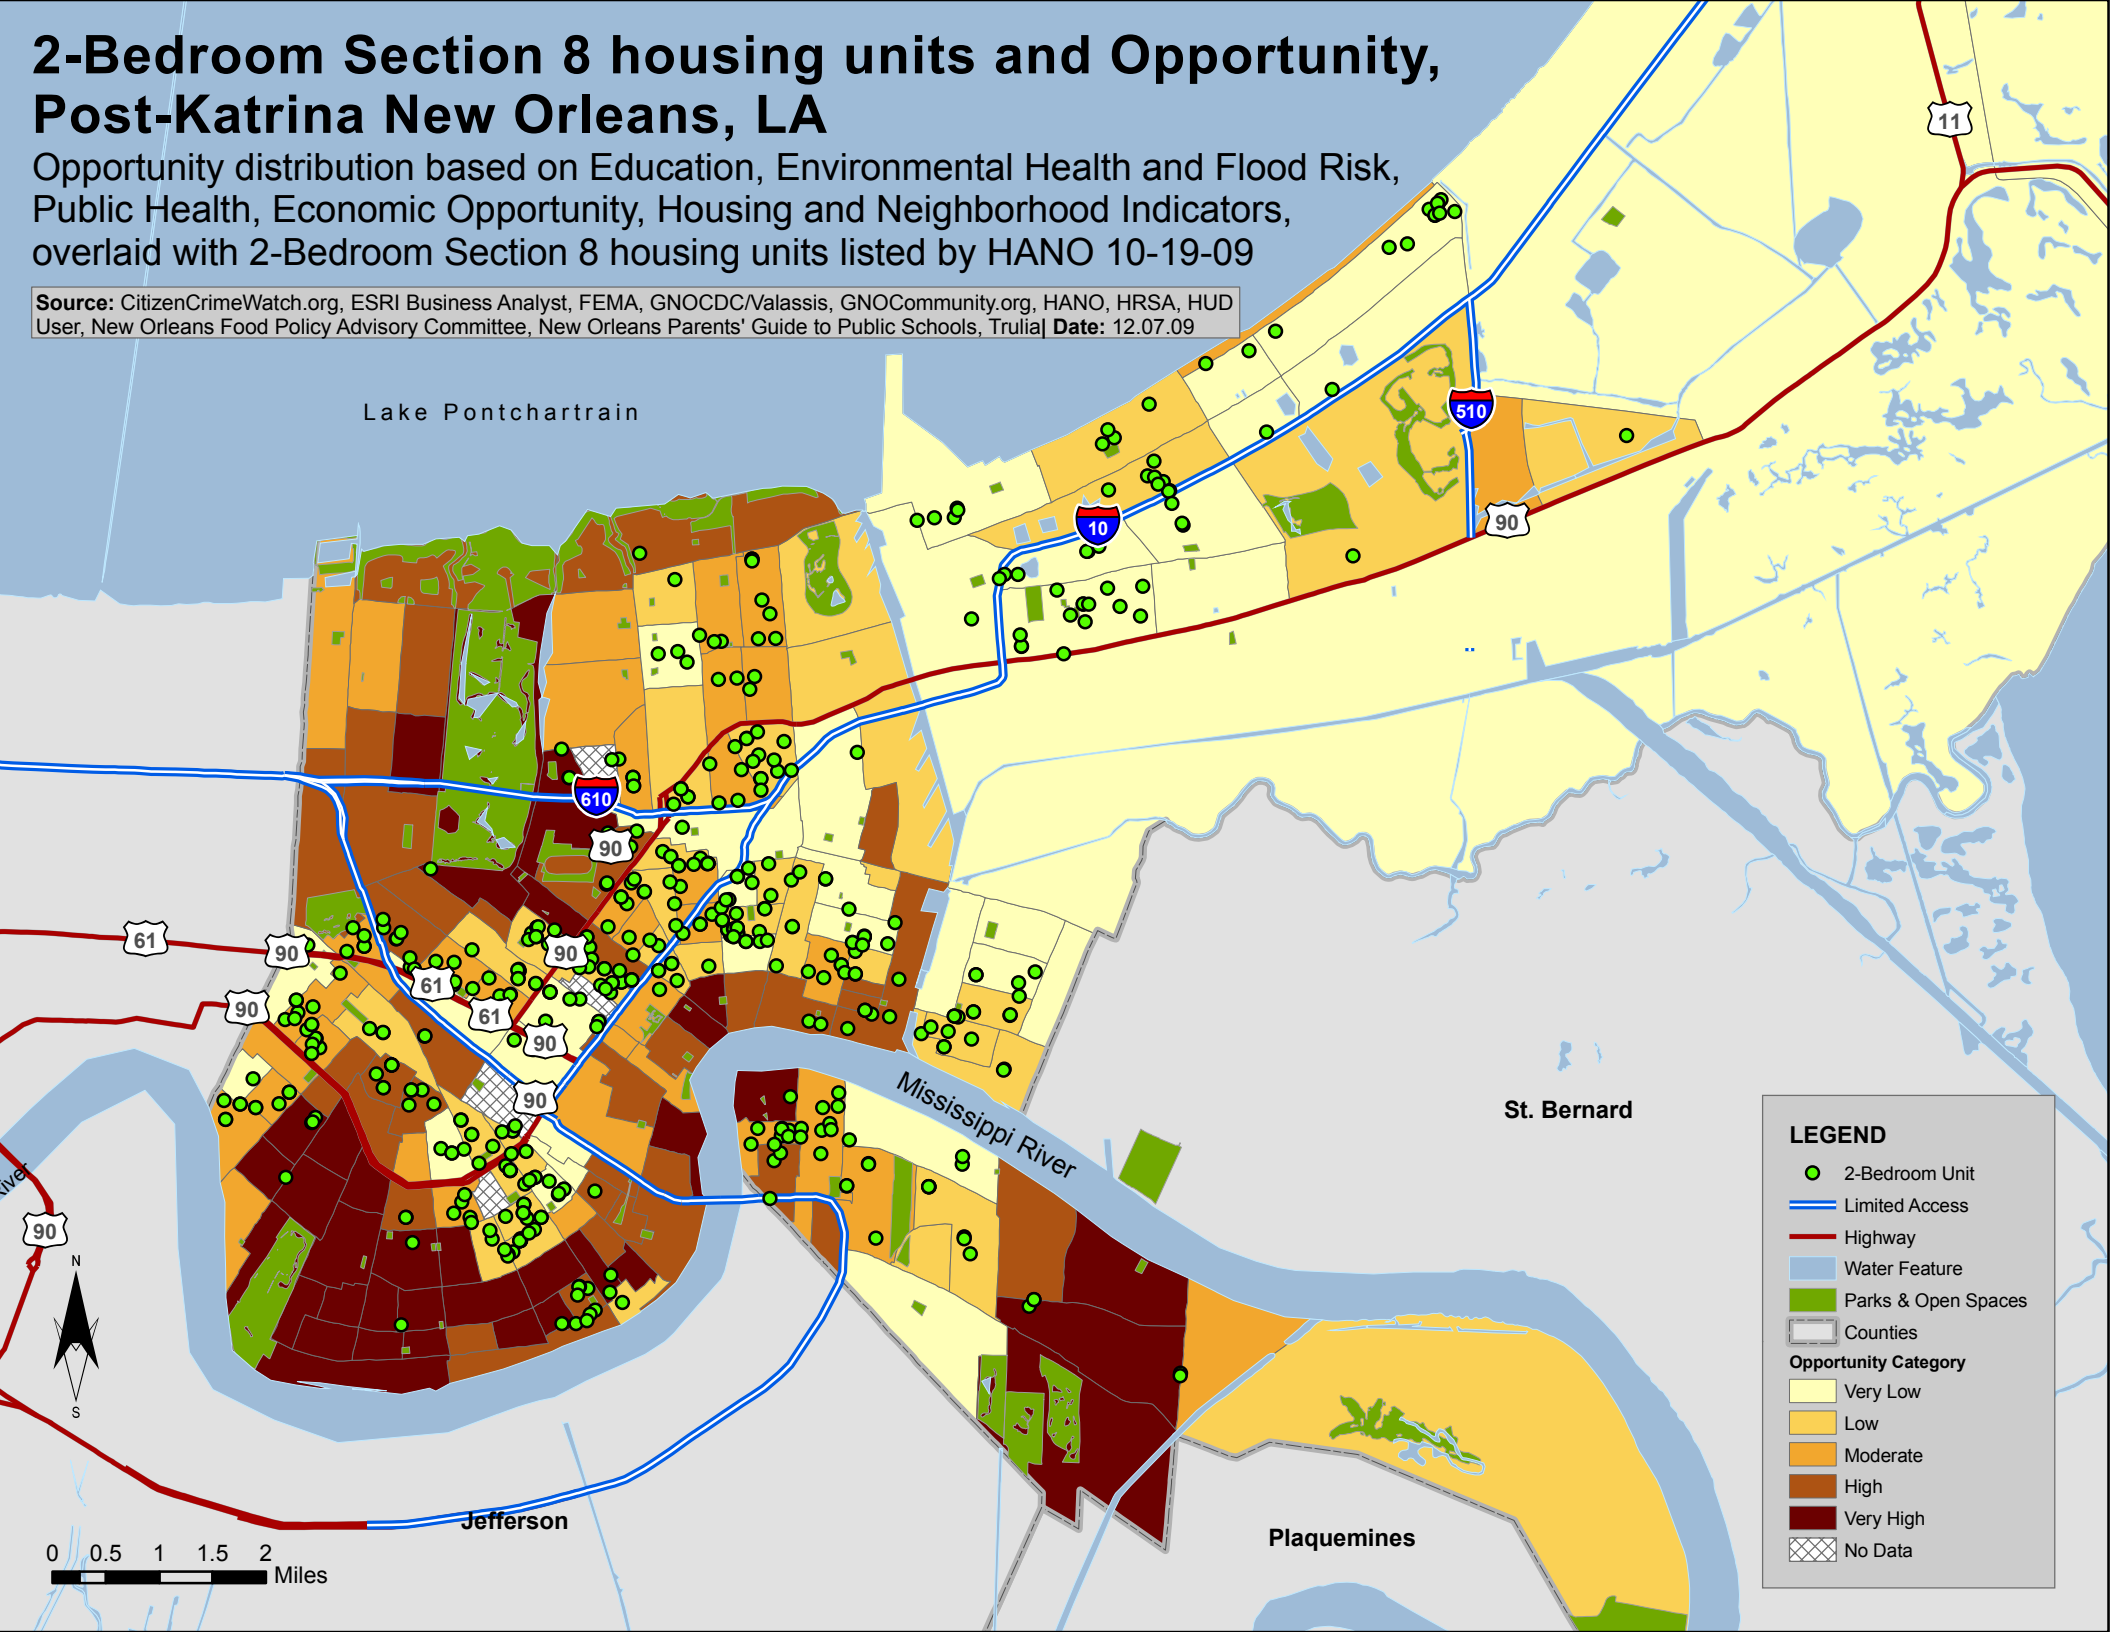 2-Bedroom Section 8 housing units and Opportunity,
Post-Katrina New Orleans, LA
Opportunity distribution based on Education, Environmental Health and Flood Risk,
Public Health, Economic Opportunity, Housing and Neighborhood Indicators,
overlaid with 2-Bedroom Section 8 housing units listed by HANO 10-19-09
Source: CitizenCrimeWatch.org, ESRI Business Analyst, FEMA, GNOCDC/Valassis, GNOCommunity.org, HANO, HRSA, HUD
User, New Orleans Food Policy Advisory Committee, New Orleans Parents' Guide to Public Schools, Trulia| Date: 12.07.09
11
Lake Pontchartrain
510
10
90
610
90
61
90
90
61
90
61
90
90
Mississippi River
St. Bernard
iver
90
N
S
LEGEND
2-Bedroom Unit
Limited Access
Highway
Water Feature
Parks & Open Spaces
Counties
Opportunity Category
Very Low
Low
Moderate
High
Very High
No Data
Jefferson
Plaquemines
0 0.5 1 1.5 2
Miles